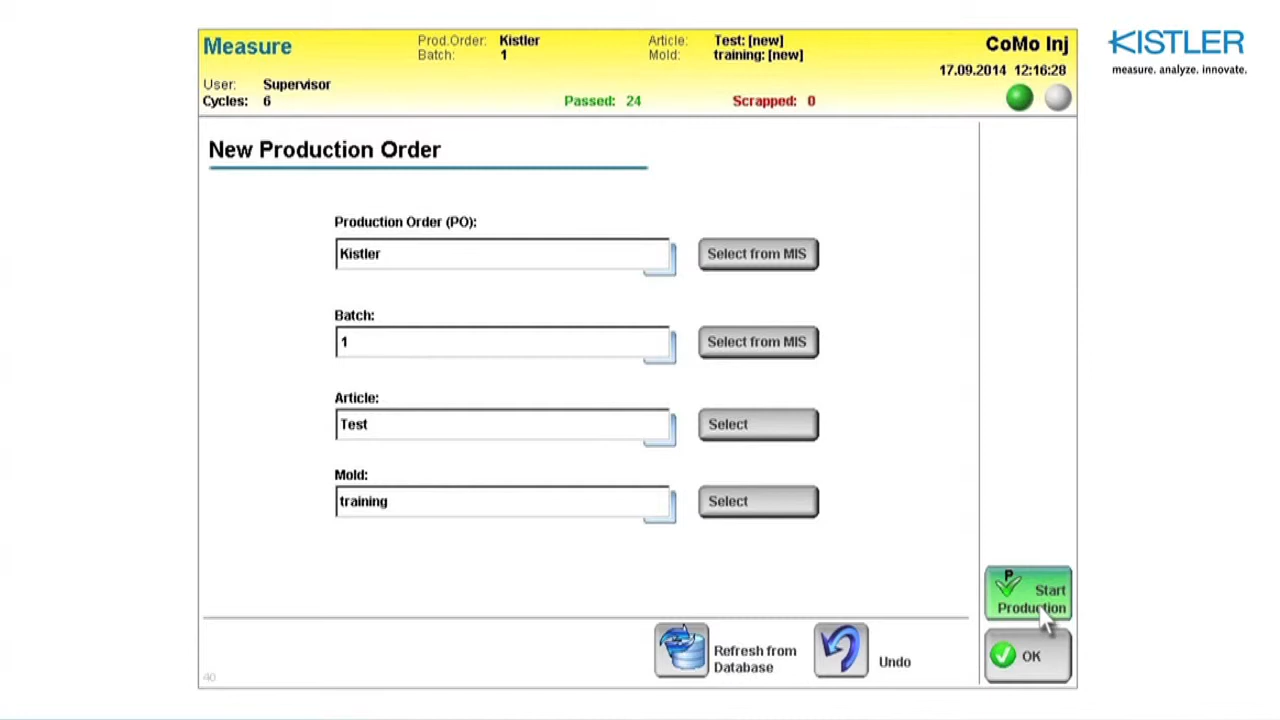 Measure
Prod.Order: Kistler
Batch: 1
Article: Test: [new]
Mold: training: [new]
CoMo Inj
17.09.2014 12:16:28
User: Supervisor
Cycles: 6
Passed: 24
Scrapped: 0
KISTLER
measure. analyze. innovate.
New Production Order
Production Order (PO):
Kistler
Select from MIS
Batch:
1
Select from MIS
Article:
Test
Select
Mold:
training
Select
P
Start
Production
Refresh from
Database
Undo
OK
40